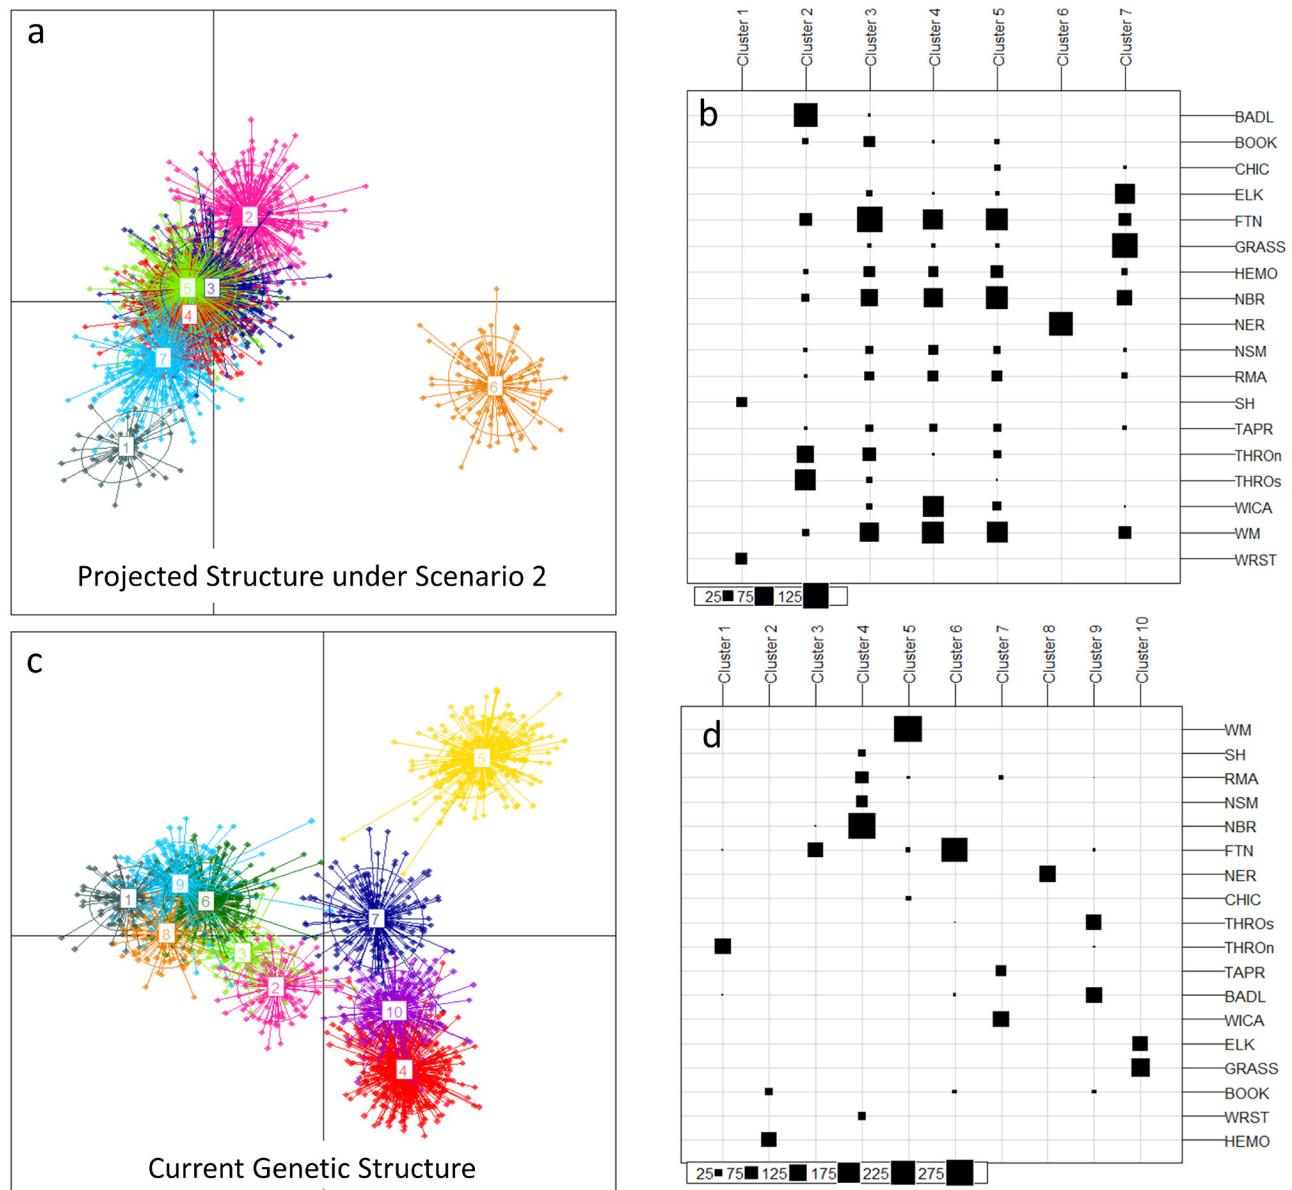 a
2
5 3
4
7
6
1
Projected Structure under Scenario 2
b
Cluster 1
Cluster 2
Cluster 3
Cluster 4
Cluster 5
Cluster 6
Cluster 7
BADL
BOOK
CHIC
ELK
FTN
GRASS
HEMO
NBR
NER
NSM
RMA
SH
TAPR
THROn
THROs
WICA
WM
WRST
25 75 125
c
5
9
1 6
7
8
3
2
10
4
Current Genetic Structure
d
Cluster 1
Cluster 2
Cluster 3
Cluster 4
Cluster 5
Cluster 6
Cluster 7
Cluster 8
Cluster 9
Cluster 10
WM
SH
RMA
NSM
NBR
FTN
NER
CHIC
THROs
THROn
TAPR
BADL
WICA
ELK
GRASS
BOOK
WRST
HEMO
25 75 125 175 225 275